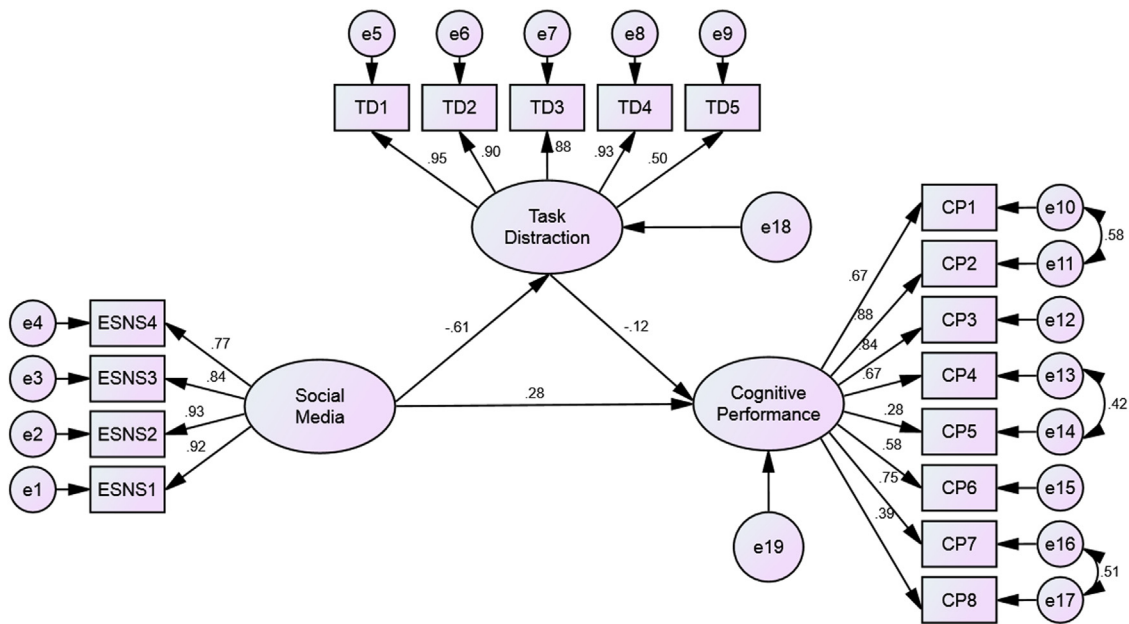 e5
e6
e7
e8
e9
TD1
TD2
TD3
TD4
TD5
.95
.90
.88
.93
.50
Task
Distraction
e18
CP1
e10
.58
CP2
e11
.67
.88
CP3
e12
.84
CP4
e13
.67
.42
CP5
e14
.28
CP6
e15
.58
CP7
e16
.75
.51
CP8
e17
.39
e4
ESNS4
.77
e3
ESNS3
.84
e2
ESNS2
.93
e1
ESNS1
.92
Social
Media
-.61
-.12
.28
Cognitive
Performance
e19